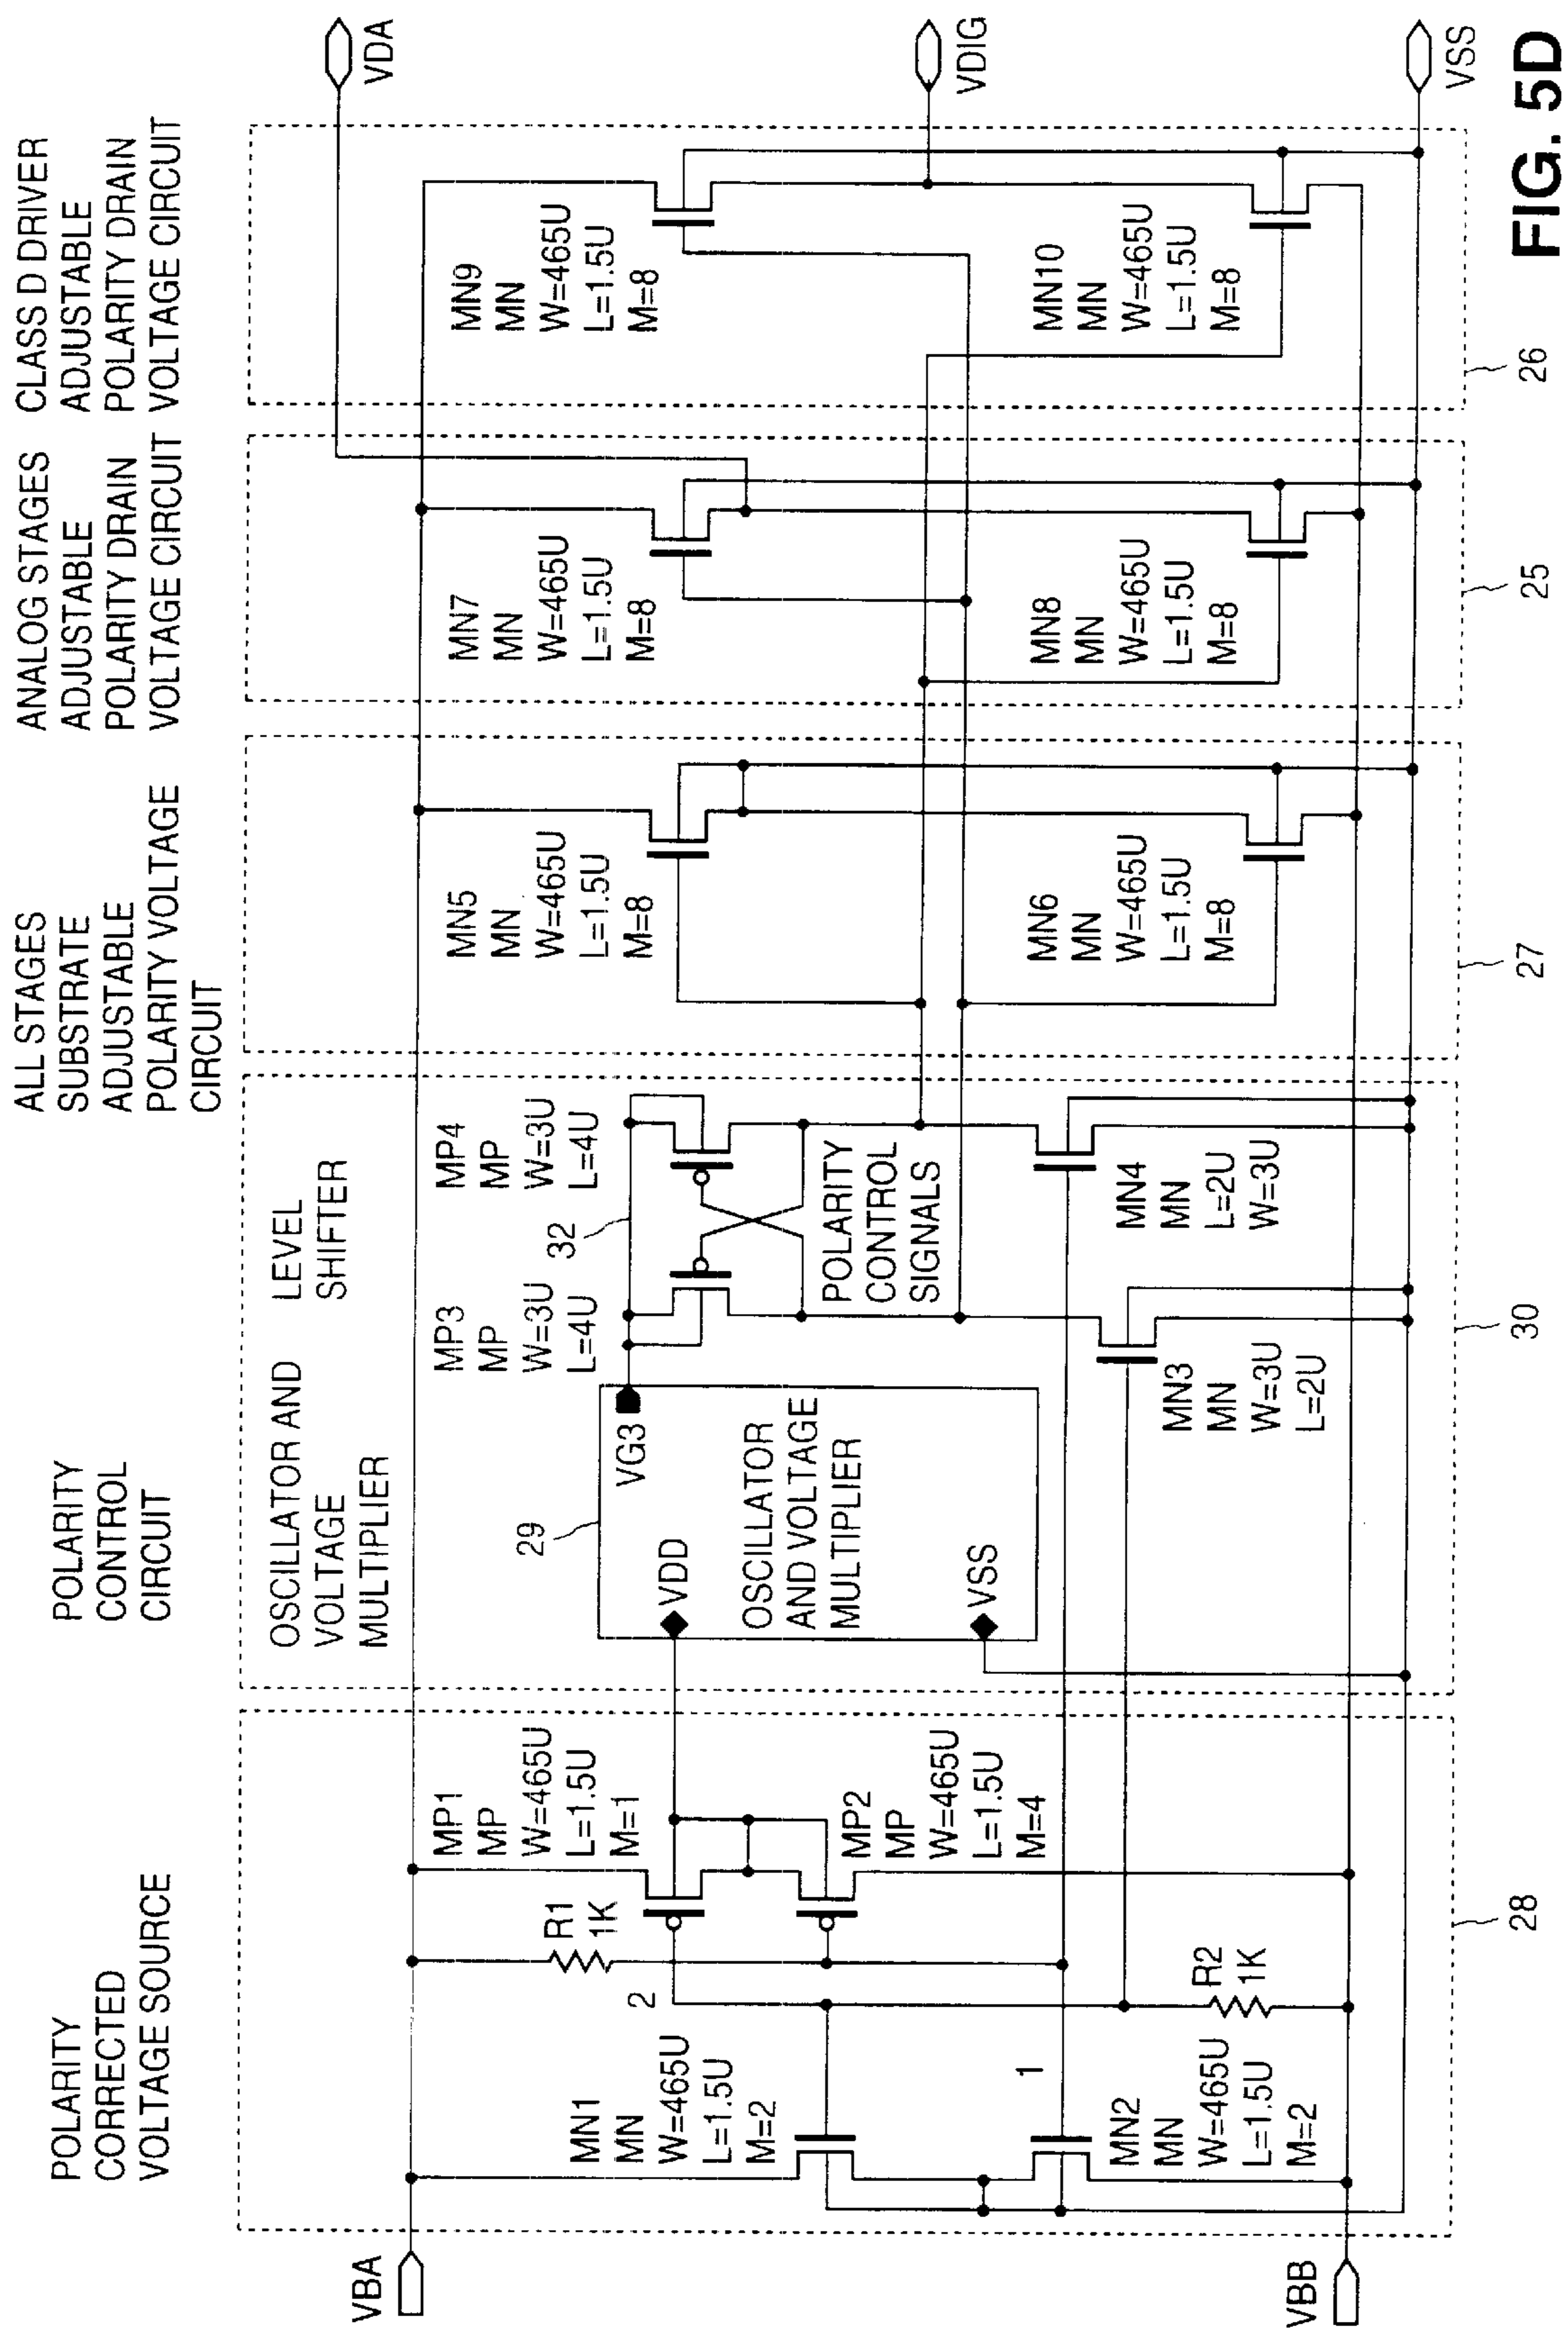 POLARITY
CORRECTED
VOLTAGE SOURCE
POLARITY
CONTROL
CIRCUIT
ALL STAGES
SUBSTRATE
ADJUSTABLE
POLARITY VOLTAGE
CIRCUIT
ANALOG STAGES
ADJUSTABLE
POLARITY DRAIN
VOLTAGE CIRCUIT
CLASS D DRIVER
ADJUSTABLE
POLARITY DRAIN
VOLTAGE CIRCUIT
OSCILLATOR AND
VOLTAGE
MULTIPLIER
LEVEL
SHIFTER
VBA
VBB
MN1
MN
W=465U
L=1.5U
M=2
1
MN2
MN
W=465U
L=1.5U
M=2
2
R1
1K
R2
1K
MP1
MP
W=465U
L=1.5U
M=1
MP2
MP
W=465U
L=1.5U
M=4
28
29
VDD
VG3
OSCILLATOR
AND VOLTAGE
MULTIPLIER
VSS
MP3
MP
W=3U
L=4U
32
MP4
MP
W=3U
L=4U
POLARITY
CONTROL
SIGNALS
MN3
MN
W=3U
L=2U
MN4
MN
L=2U
W=3U
30
MN5
MN
W=465U
L=1.5U
M=8
MN6
MN
W=465U
L=1.5U
M=8
27
MN7
MN
W=465U
L=1.5U
M=8
MN8
MN
W=465U
L=1.5U
M=8
25
MN9
MN
W=465U
L=1.5U
M=8
MN10
MN
W=465U
L=1.5U
M=8
26
VDA
VDIG
VSS
FIG. 5D